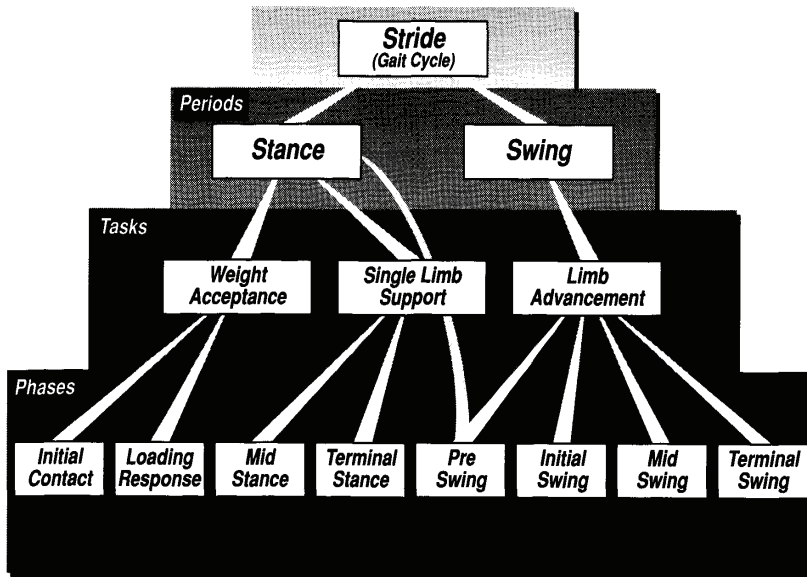 Stride
(Gait Cycle)
Periods
Stance
Swing
Tasks
Weight
Acceptance
Single Limb
Support
Limb
Advancement
Phases
Initial
Contact
Loading
Response
Mid
Stance
Terminal
Stance
Pre
Swing
Initial
Swing
Mid
Swing
Terminal
Swing